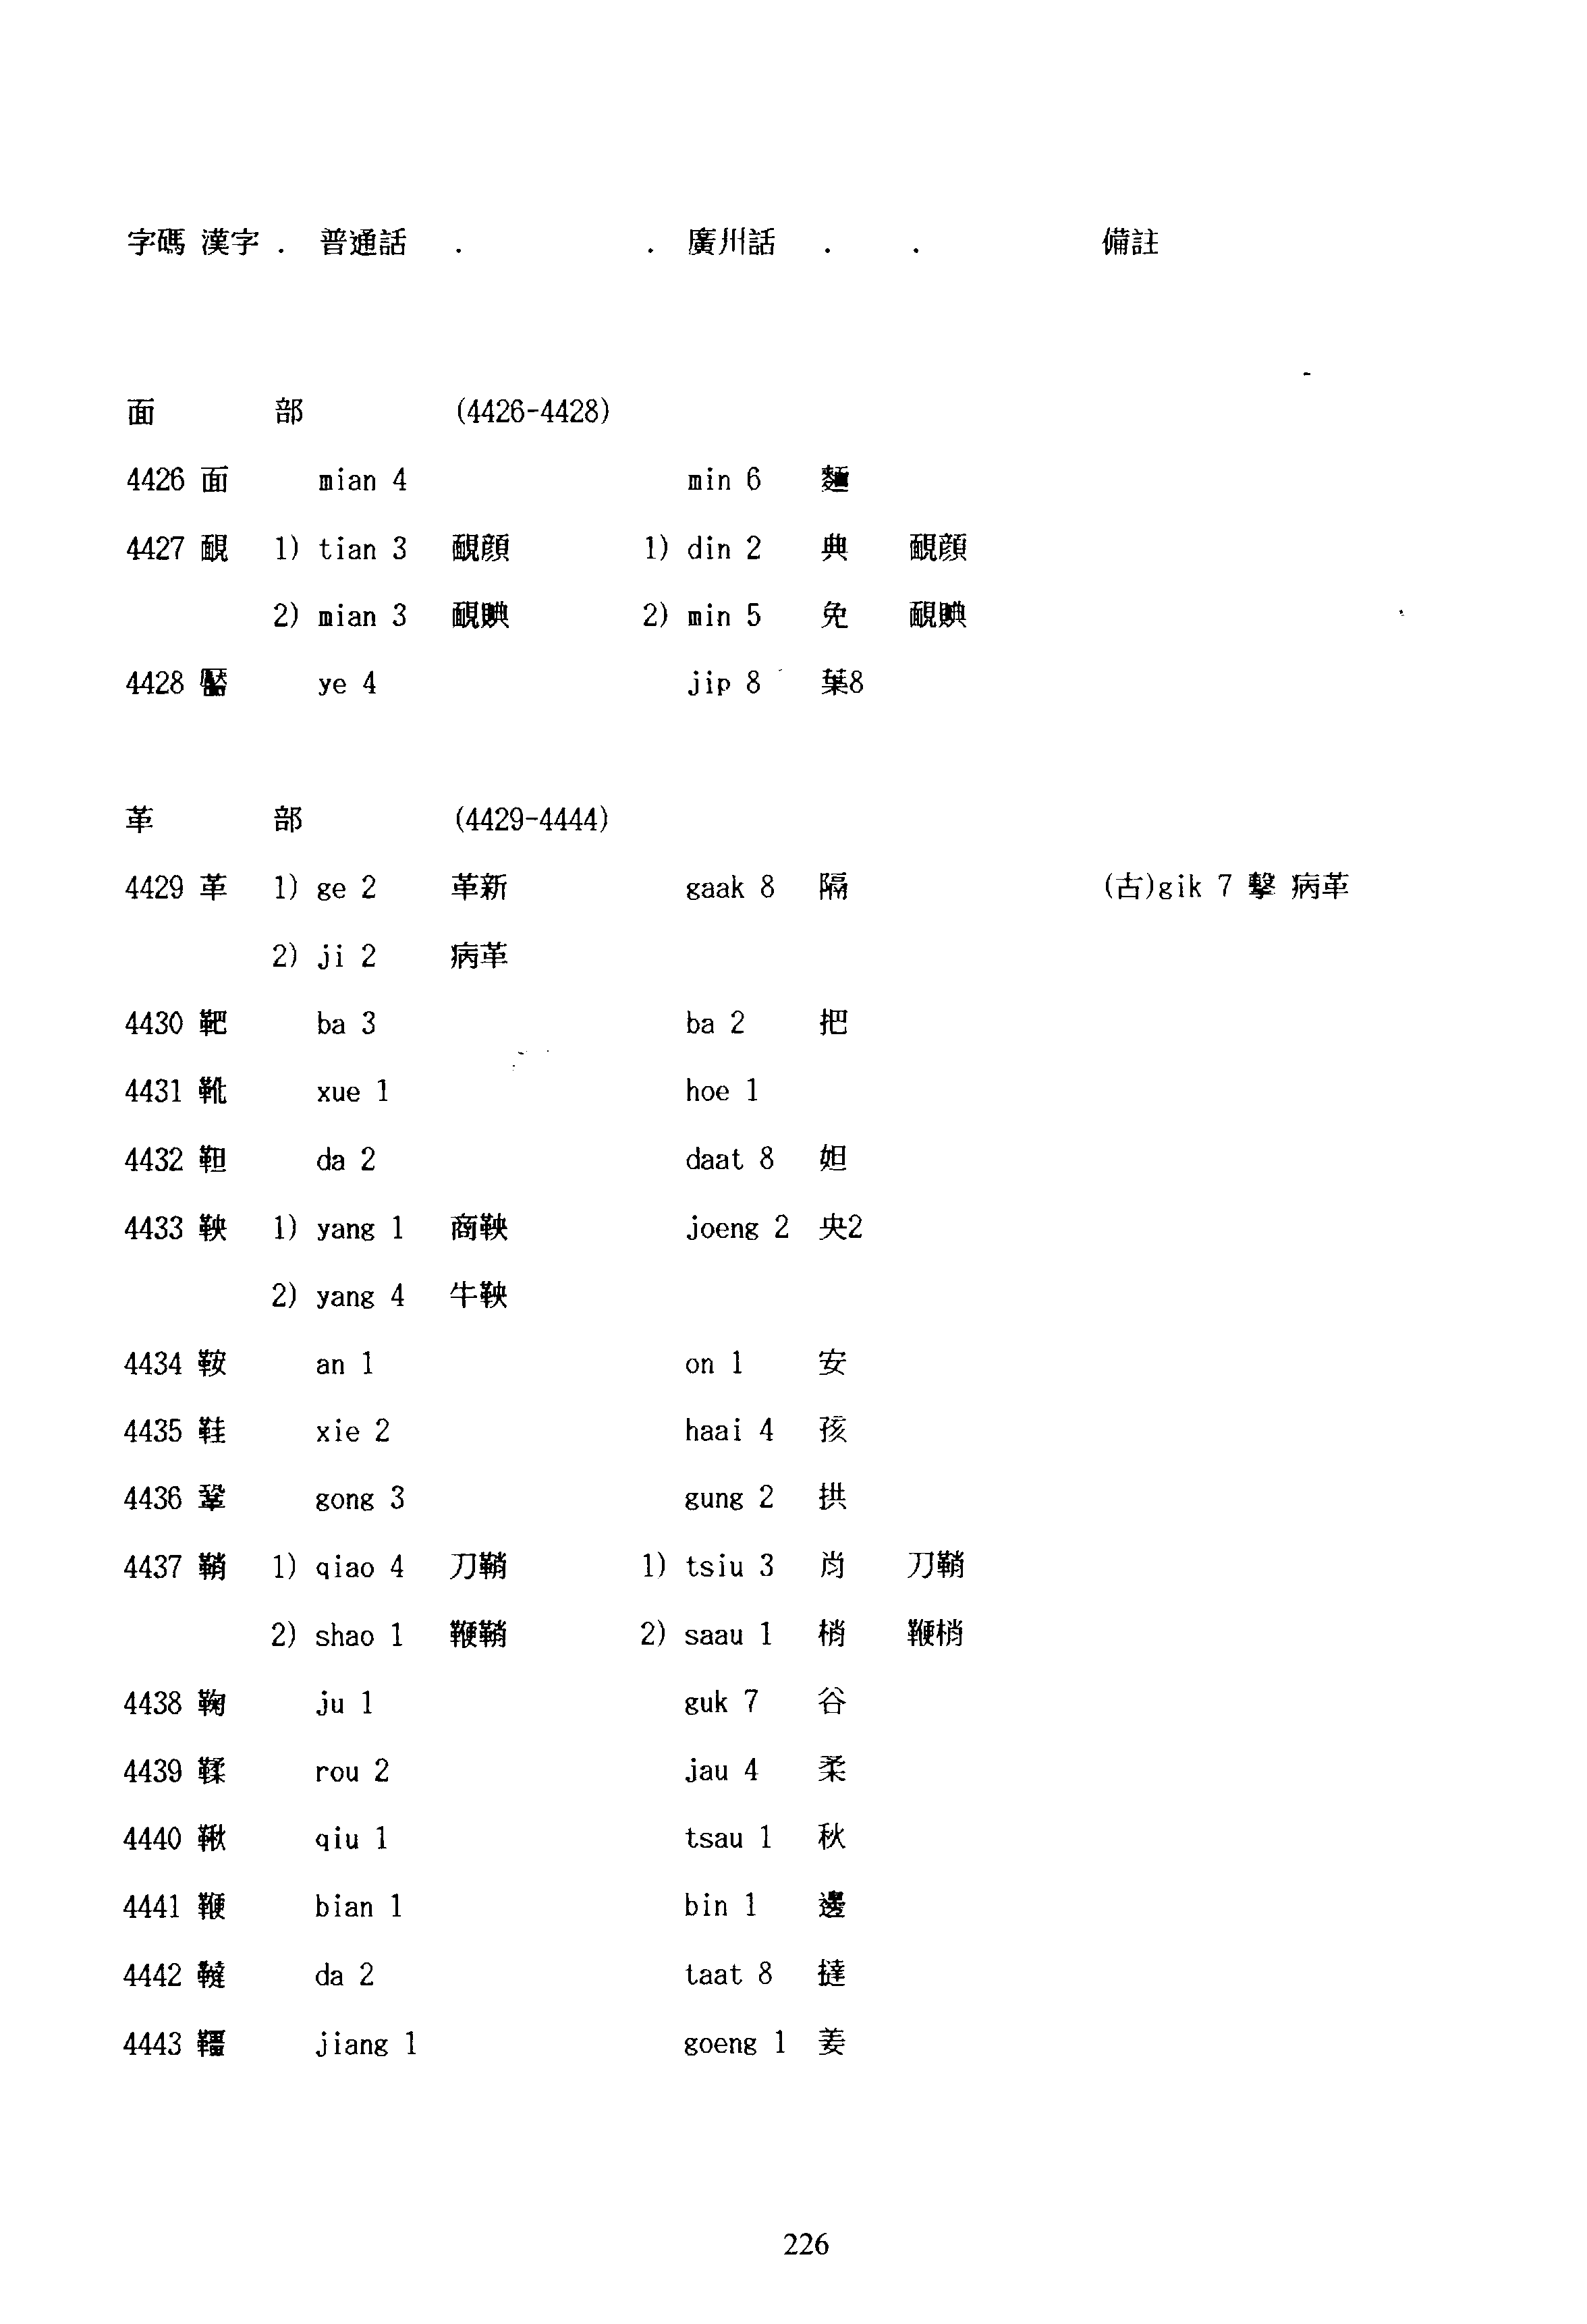 字碼 漢字 . 普通話 . . 廣州話 . . 備註
面 部 (4426-4428)
4426 面 mian 4 min 6 麵
4427 靦 1) tian 3 靦顔 1) din 2 典 靦顔
2) mian 3 靦腆 2) min 5 免 靦腆
4428 靨 ye 4 jip 8 葉8
革 部 (4429-4444)
4429 革 1) ge 2 革新 gaak 8 隔 (古)gik 7 擊 病革
2) ji 2 病革
4430 靶 ba 3 ba 2 把
4431 靴 xue 1 hoe 1
4432 靼 da 2 daat 8 妲
4433 鞅 1) yang 1 商鞅 joeng 2 央2
2) yang 4 牛鞅
4434 鞍 an 1 on 1 安
4435 鞋 xie 2 haai 4 孩
4436 鞏 gong 3 gung 2 拱
4437 鞘 1) qiao 4 刀鞘 1) tsiu 3 肖 刀鞘
2) shao 1 鞭鞘 2) saau 1 梢 鞭梢
4438 鞠 ju 1 guk 7 谷
4439 鞣 rou 2 jau 4 柔
4440 鞦 qiu 1 tsau 1 秋
4441 鞭 bian 1 bin 1 邊
4442 韃 da 2 taat 8 撻
4443 韁 jiang 1 goeng 1 姜
226